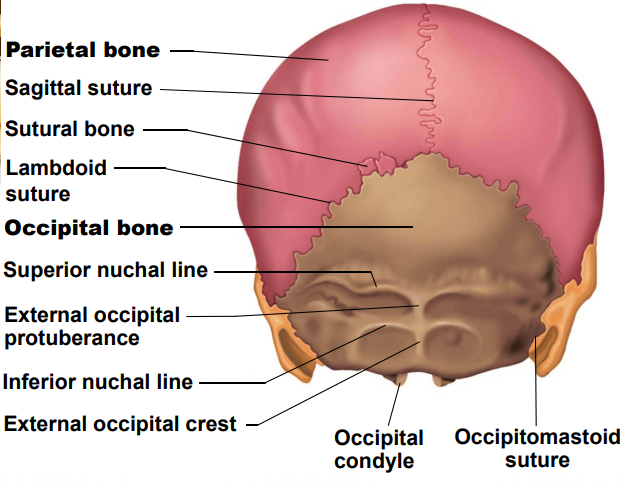 Parietal bone
Sagittal suture
Sutural bone
Lambdoid
suture
Occipital bone
Superior nuchal line
External occipital
protuberance
Inferior nuchal line
External occipital crest
Occipital
condyle
Occipitomastoid
suture